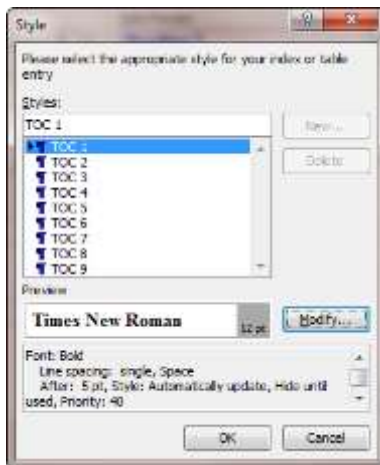 Style
Please select the appropriate style for your index or table
entry
Styles:
TOC 1
TOC 1
TOC 2
TOC 3
TOC 4
TOC 5
TOC 6
TOC 7
TOC 8
TOC 9
New...
Delete
Preview
Times New Roman
12 pt
Modify...
Font: Bold
Line spacing: single, Space
After: 5 pt, Style: Automatically update, Hide until
used, Priority: 40
OK
Cancel